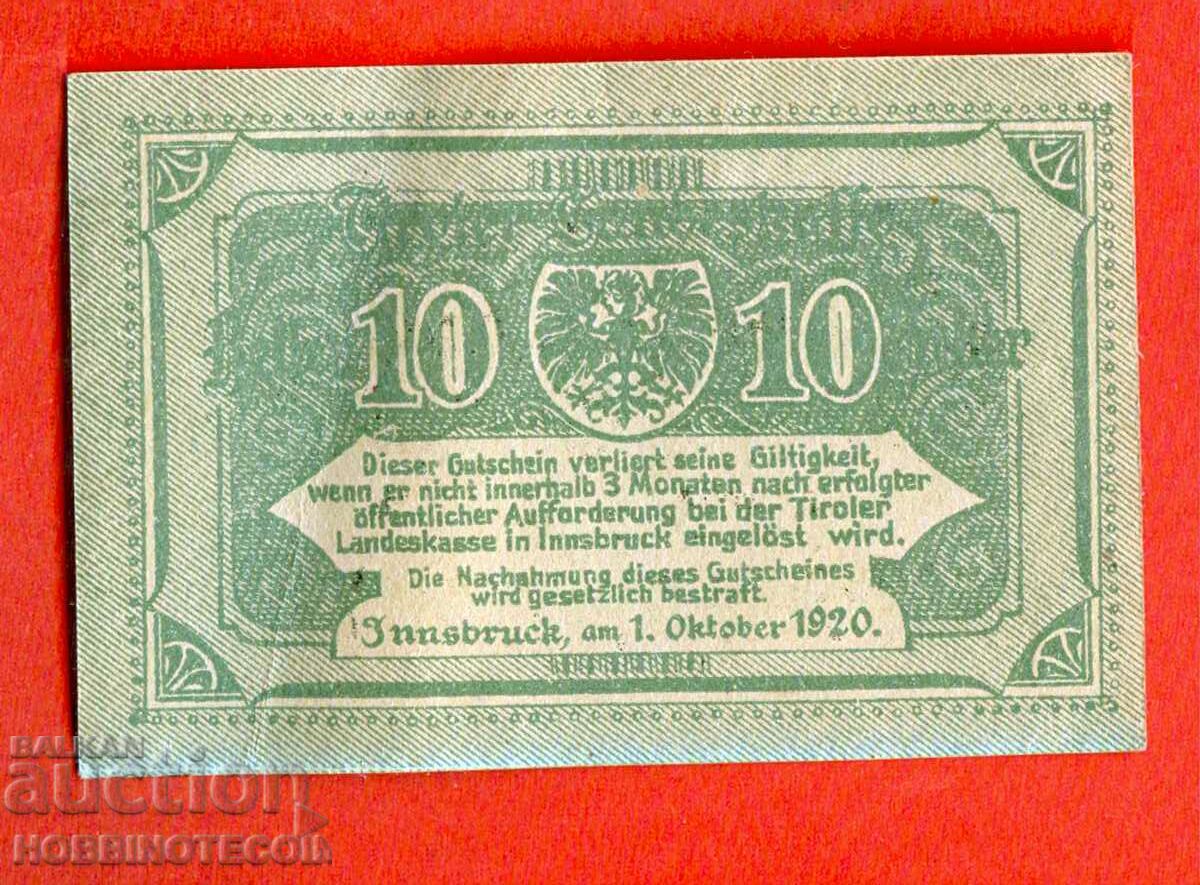 10 10
Dieser Gutschein verliert seine Giltigkeit,
wenn er nicht innerhalb 3 Monaten nach erfolgter
öffentlicher Aufforderung bei der Tiroler
Landeskasse in Innsbruck eingelöst wird.
Die Nachahmung dieses Gutscheines
wird gesetzlich bestraft.
Innsbruck, am 1. Oktober 1920.
BALKAN
auction
HOBBINOTECOM